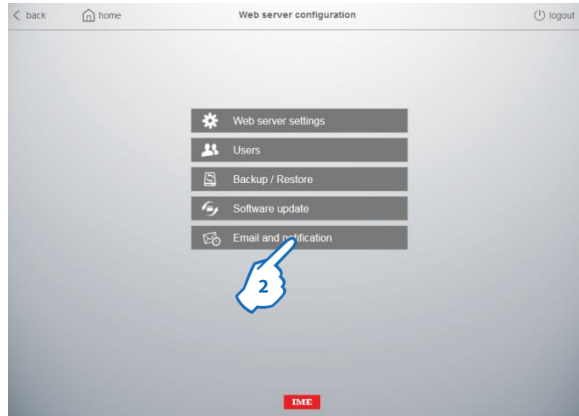 back home Web server configuration logout
Web server settings
Users
Backup / Restore
Software update
Email and notification
2
IME